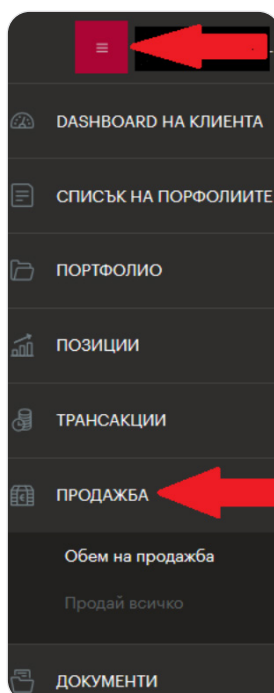 DASHBOARD НА КЛИЕНТА
СПИСЪК НА ПОРФОЛИИТЕ
ПОРТФОЛИО
ПОЗИЦИИ
ТРАНСАКЦИИ
ПРОДАЖБА
Обем на продажба
Продай всичко
ДОКУМЕНТИ